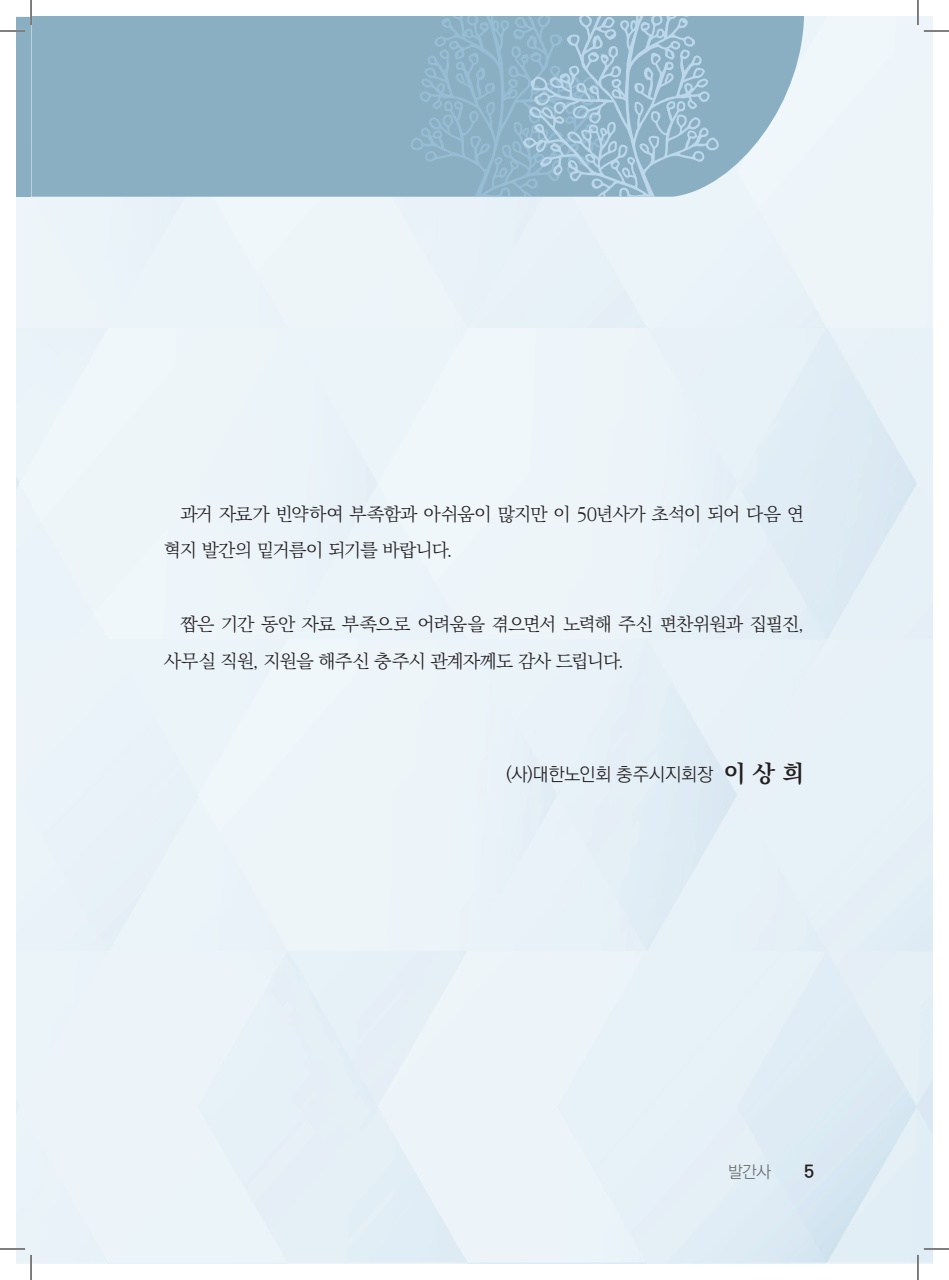 과거 자료가 빈약하여 부족함과 아쉬움이 많지만 이 50년사가 초석이 되어 다음 연
혁지 발간의 밑거름이 되기를 바랍니다.
짧은 기간 동안 자료 부족으로 어려움을 겪으면서 노력해 주신 편찬위원과 집필진,
사무실 직원, 지원을 해주신 충주시 관계자께도 감사 드립니다.
(사)대한노인회 충주시지회장 이 상 희
발간사 5